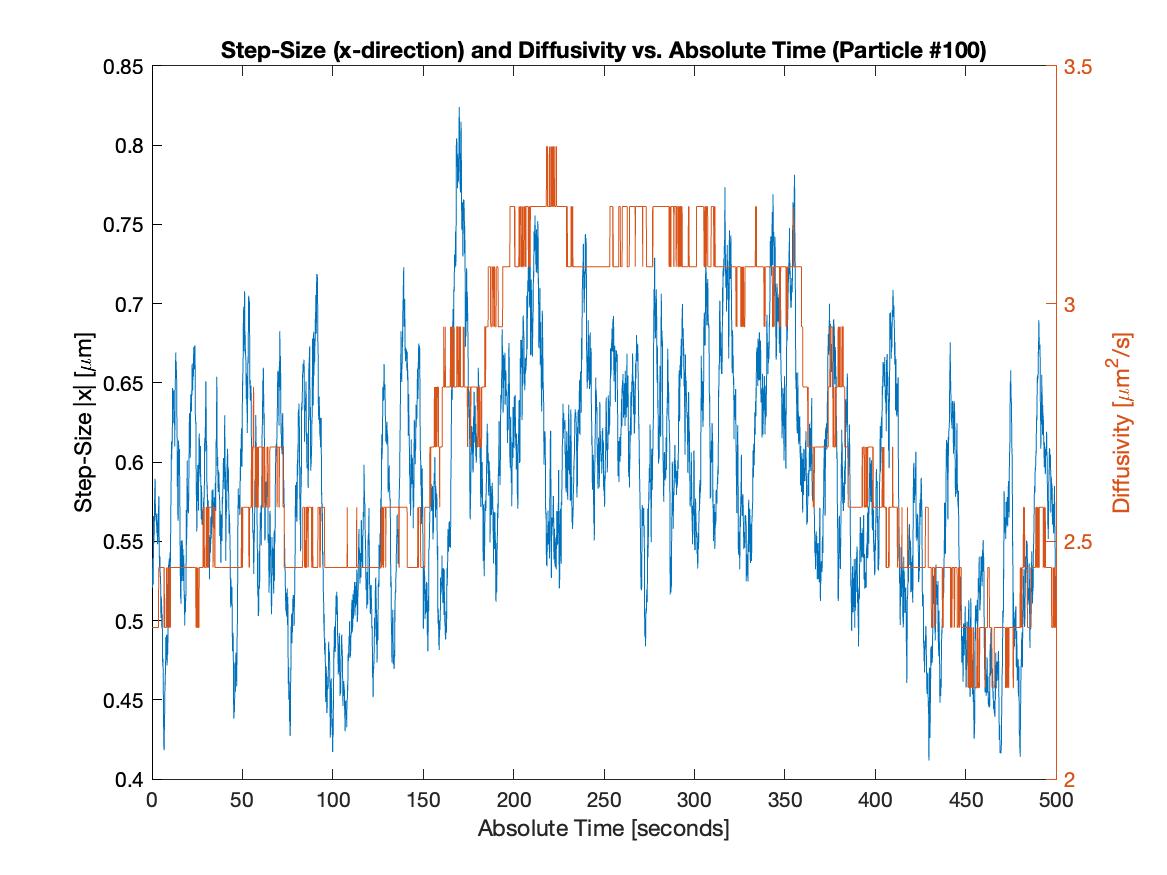 Step-Size (x-direction) and Diffusivity vs. Absolute Time (Particle #100)
0.85
0.8
0.75
0.7
0.65
0.6
0.55
0.5
0.45
0.4
Step-Size |x| [μm]
3.5
3
2.5
2
Diffusivity [μm²/s]
0 50 100 150 200 250 300 350 400 450 500
Absolute Time [seconds]